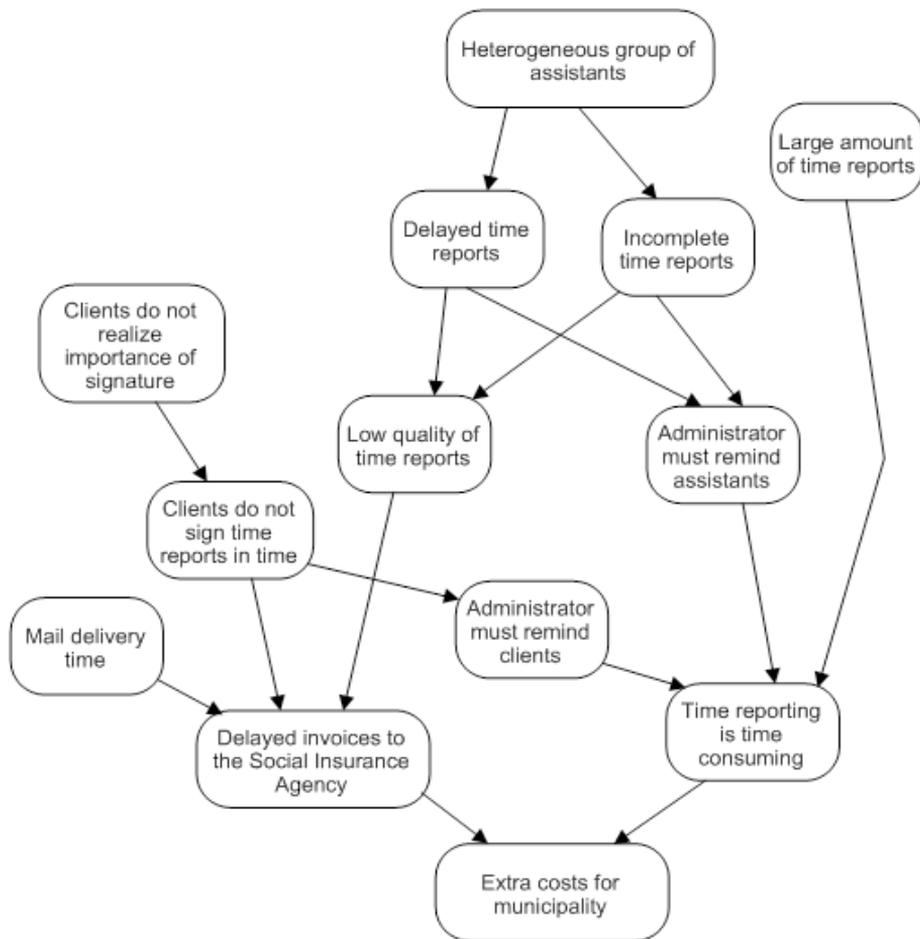 Heterogeneous group of
assistants
Large amount
of time reports
Delayed time
reports
Incomplete
time reports
Clients do not
realize
importance of
signature
Low quality of
time reports
Administrator
must remind
assistants
Clients do not
sign time
reports in time
Mail delivery
time
Administrator
must remind
clients
Delayed invoices to
the Social Insurance
Agency
Time reporting
is time
consuming
Extra costs for
municipality